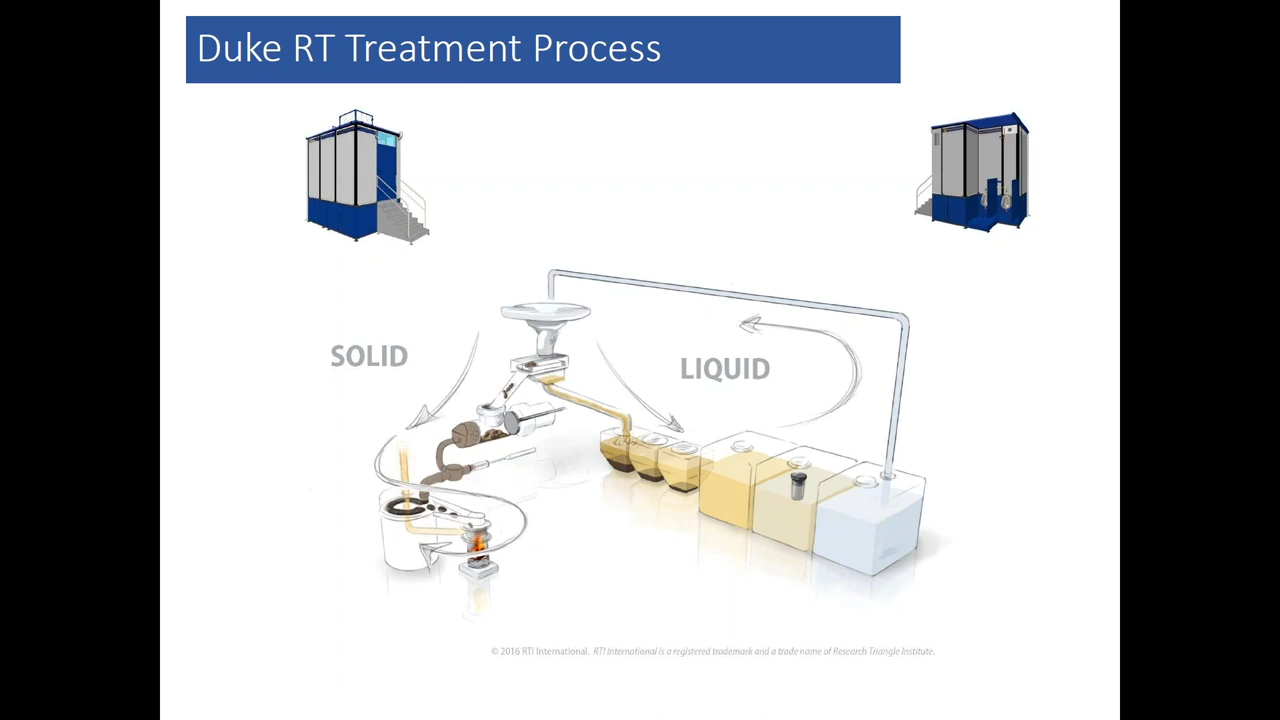 Duke RT Treatment Process
SOLID
LIQUID
© 2016 RTI International. RTI international is a registered trademark and a trade name of Research Triangle Institute.